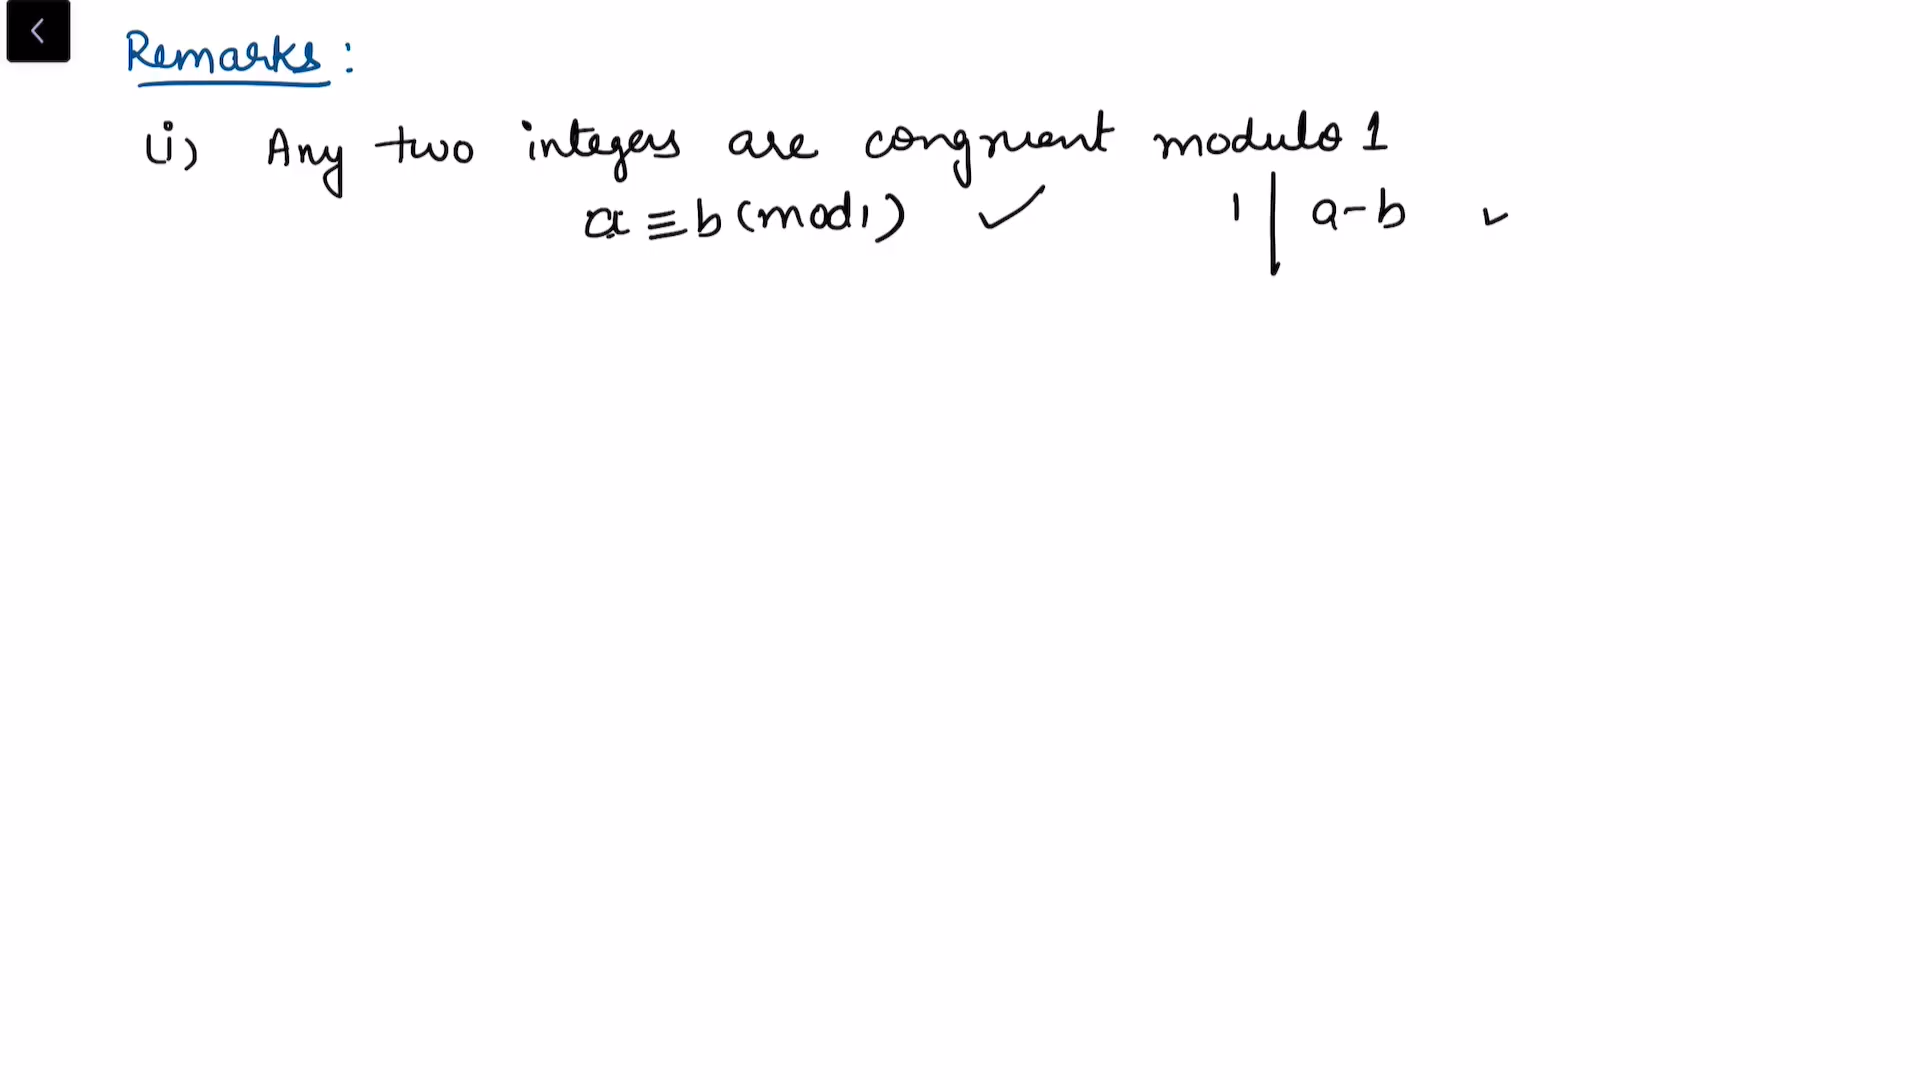 Remarks :
(i) Any two integers are congruent modulo 1
a ≡ b (mod 1) ✓ 1 | a-b ✓